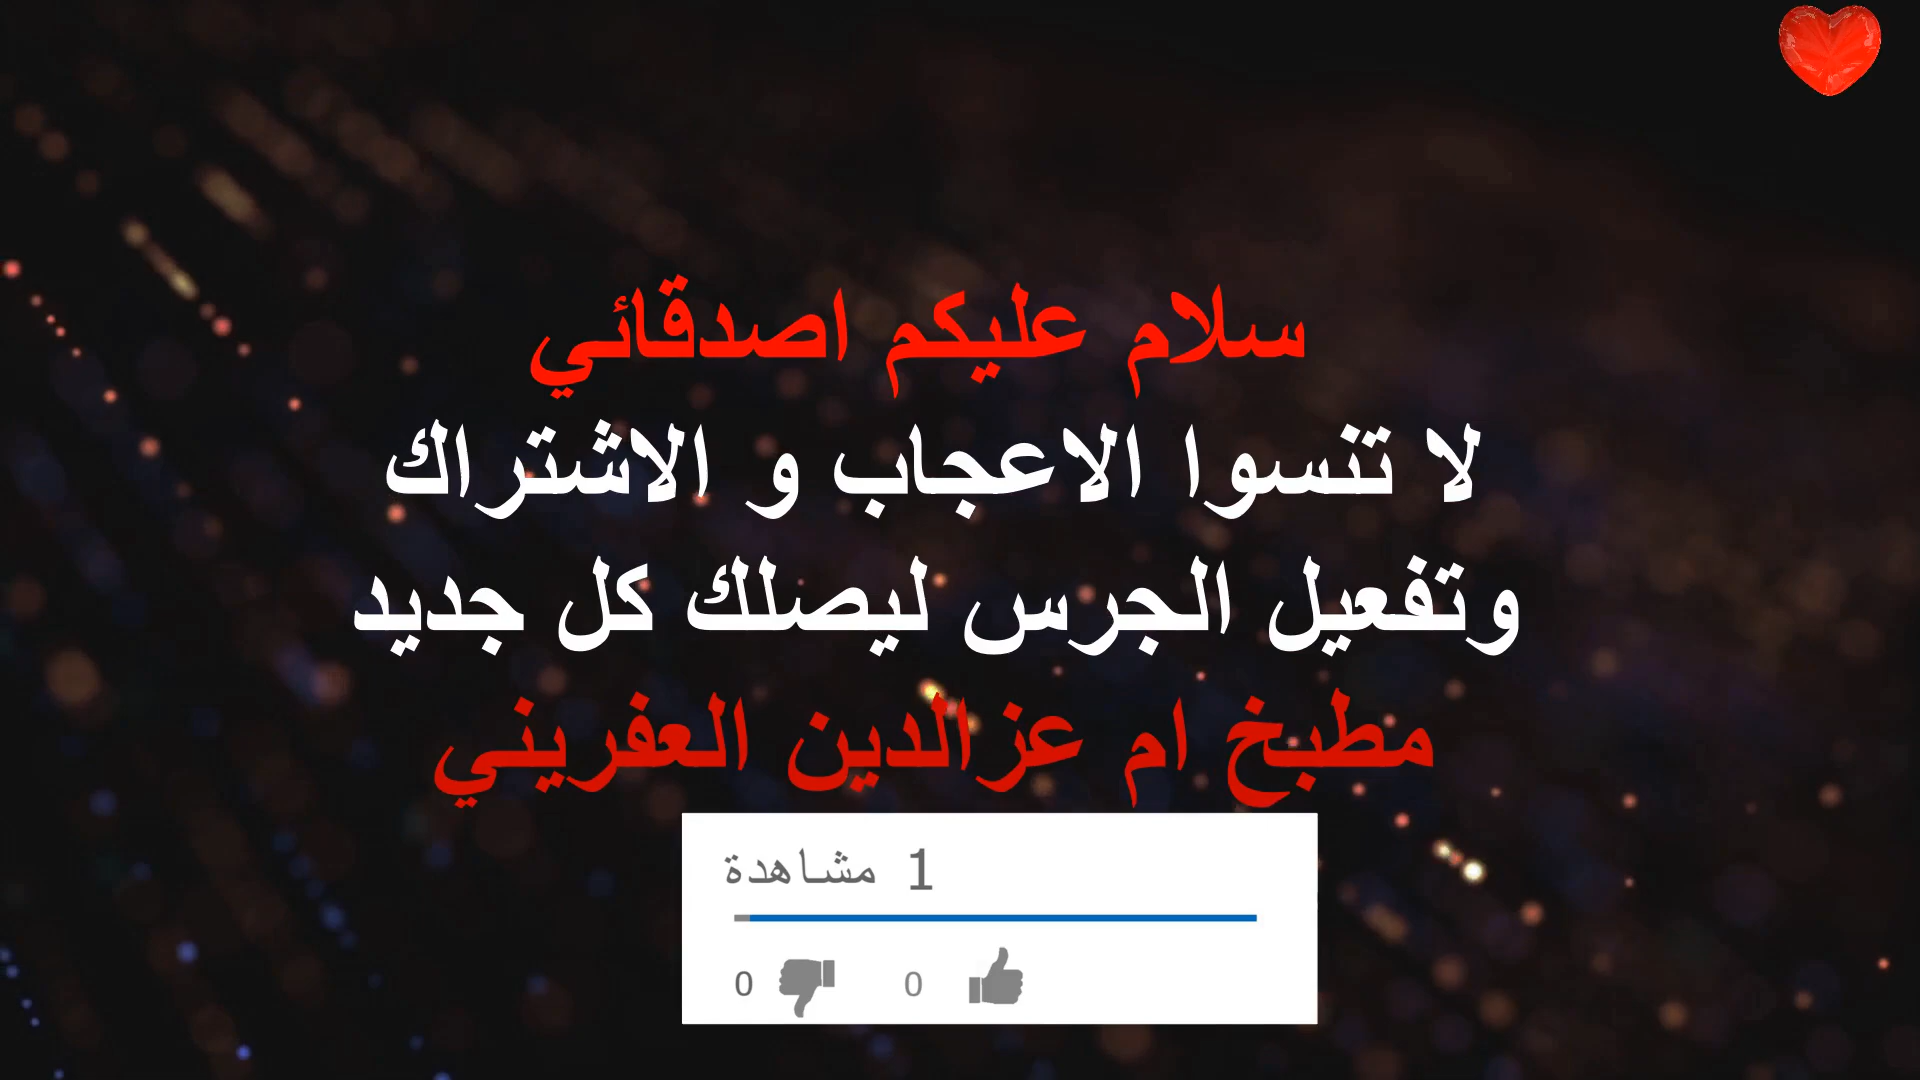 سلام عليكم اصدقائي
لا تنسوا الاعجاب و الاشتراك
وتفعيل الجرس ليصلك كل جديد
مطبخ ام عزالدين العفريني
1 مشاهدة
0 0